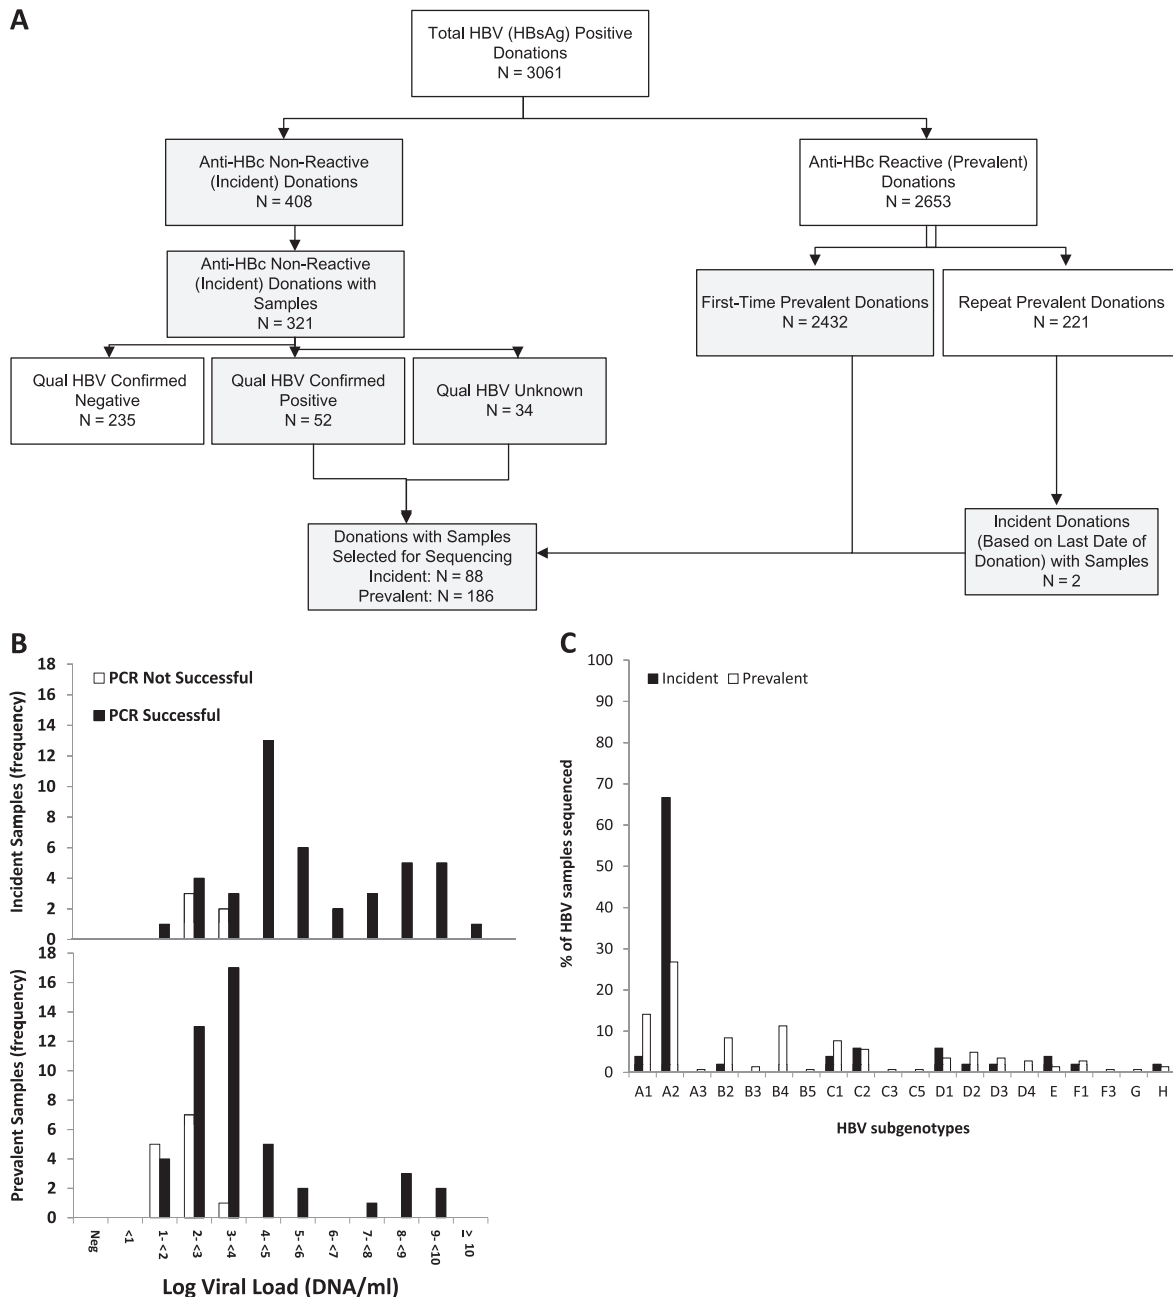 A
Total HBV (HBsAg) Positive
Donations
N = 3061
Anti-HBc Non-Reactive
(Incident) Donations
N = 408
Anti-HBc Reactive (Prevalent)
Donations
N = 2653
Anti-HBc Non-Reactive
(Incident) Donations with
Samples
N = 321
First-Time Prevalent Donations
N = 2432
Repeat Prevalent Donations
N = 221
Qual HBV Confirmed
Negative
N = 235
Qual HBV Confirmed
Positive
N = 52
Qual HBV Unknown
N = 34
Donations with Samples
Selected for Sequencing
Incident: N = 88
Prevalent: N = 186
Incident Donations
(Based on Last Date of
Donation) with Samples
N = 2
B
PCR Not Successful
PCR Successful
Incident Samples (frequency)
18
16
14
12
10
8
6
4
2
0
Prevalent Samples (frequency)
18
16
14
12
10
8
6
4
2
0
Neg
<1
1- <2
2- <3
3- <4
4- <5
5- <6
6- <7
7- <8
8- <9
9- <10
≥ 10
Log Viral Load (DNA/ml)
C
Incident
Prevalent
% of HBV samples sequenced
100
90
80
70
60
50
40
30
20
10
0
A1 A2 A3 B2 B3 B4 B5 C1 C2 C3 C5 D1 D2 D3 D4 E F1 F3 G H
HBV subgenotypes